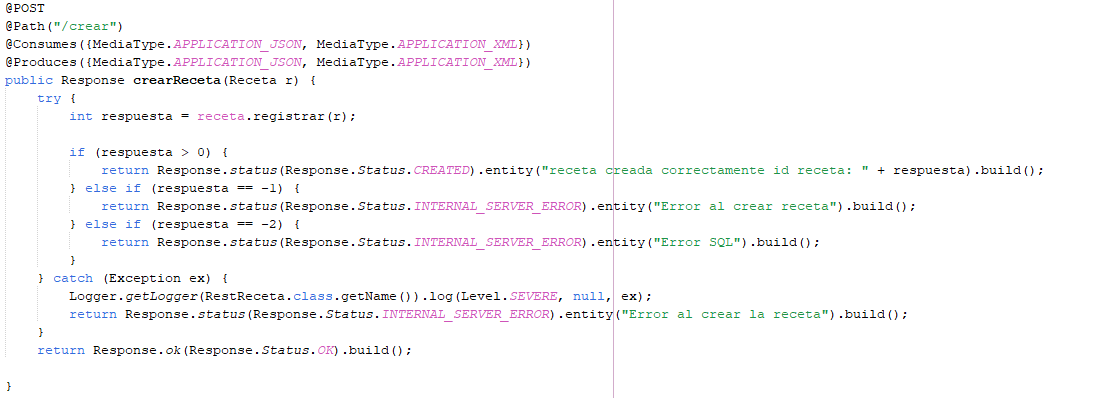 @POST
@Path("/crear")
@Consumes({MediaType.APPLICATION_JSON, MediaType.APPLICATION_XML})
@Produces({MediaType.APPLICATION_JSON, MediaType.APPLICATION_XML})
public Response crearReceta(Receta r) {
    try {
        int respuesta = receta.registrar(r);

        if (respuesta > 0) {
            return Response.status(Response.Status.CREATED).entity("receta creada correctamente id receta: " + respuesta).build();
        } else if (respuesta == -1) {
            return Response.status(Response.Status.INTERNAL_SERVER_ERROR).entity("Error al crear receta").build();
        } else if (respuesta == -2) {
            return Response.status(Response.Status.INTERNAL_SERVER_ERROR).entity("Error SQL").build();
        }
    } catch (Exception ex) {
        Logger.getLogger(RestReceta.class.getName()).log(Level.SEVERE, null, ex);
        return Response.status(Response.Status.INTERNAL_SERVER_ERROR).entity("Error al crear la receta").build();
    }
    return Response.ok(Response.Status.OK).build();

}